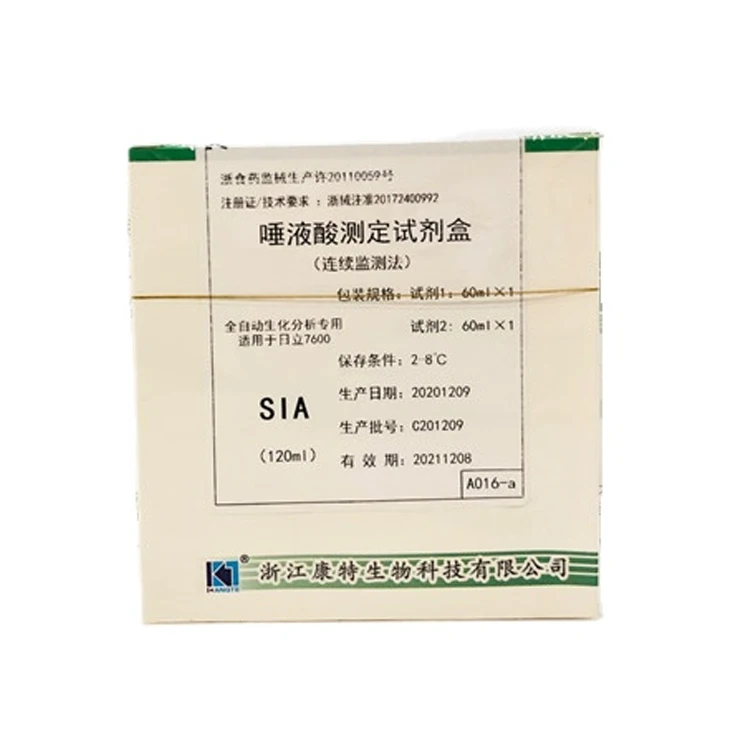 浙食药监械生产许20110059号
注册证/技术要求：浙械注准20172400992
唾液酸测定试剂盒
（连续监测法）
包装规格：试剂1：60ml×1
试剂2：60ml×1
全自动生化分析专用
适用于日立7600
保存条件：2-8℃
生产日期：20201209
SIA
生产批号：C201209
（120ml）
有 效 期：20211208
A016-a
KANGTE
® 浙江康特生物科技有限公司